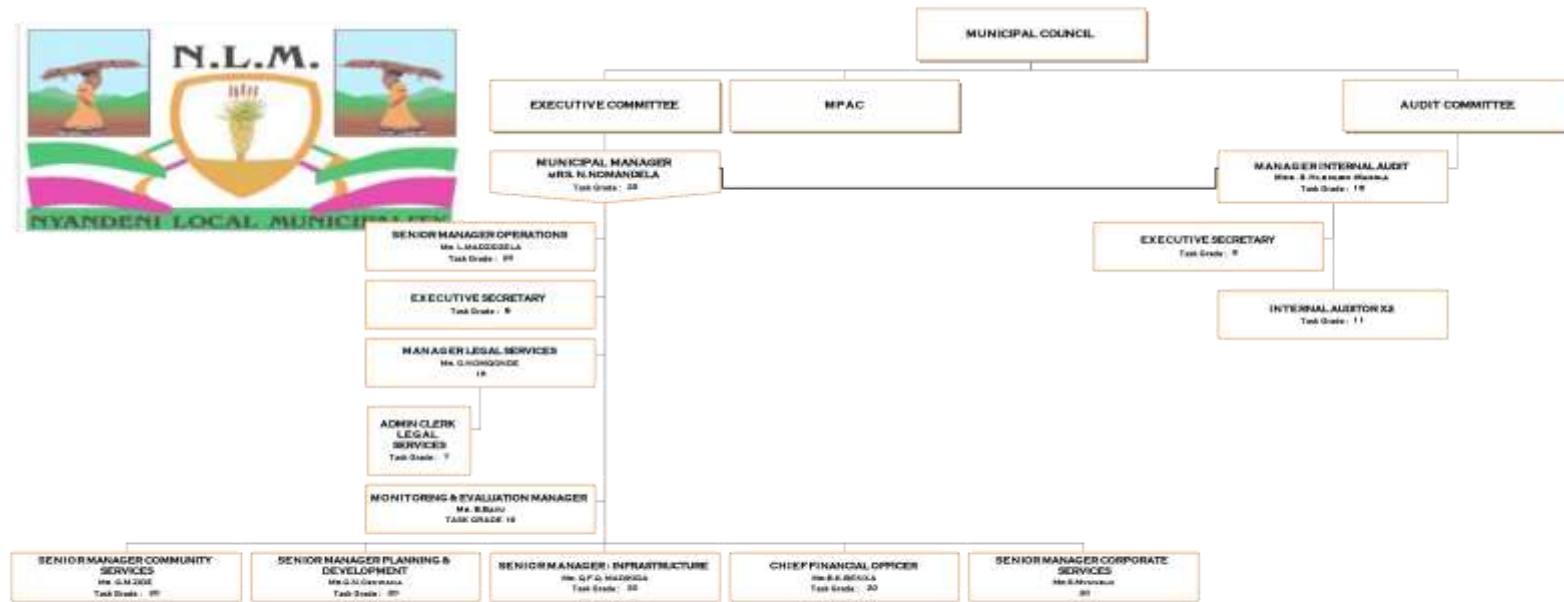 N.L.M.
NYANDENI LOCAL MUNICIPALITY
MUNICIPAL COUNCIL
EXECUTIVE COMMITTEE
MPAC
AUDIT COMMITTEE
MUNICIPAL MANAGER
MRS. N.NOMANDELA
Task Grade :
MANAGER INTERNAL AUDIT
Task Grade :
SENIOR MANAGER OPERATIONS
Task Grade :
EXECUTIVE SECRETARY
Task Grade :
EXECUTIVE SECRETARY
Task Grade :
INTERNAL AUDITOR X2
Task Grade : 11
MANAGER LEGAL SERVICES
ADMIN CLERK
LEGAL
SERVICES
Task Grade : 7
MONITORING & EVALUATION MANAGER
TASK GRADE
SENIOR MANAGER COMMUNITY
SERVICES
Task Grade :
SENIOR MANAGER PLANNING &
DEVELOPMENT
Task Grade :
SENIOR MANAGER : INFRASTRUCTURE
Task Grade :
CHIEF FINANCIAL OFFICER
Task Grade : 20
SENIOR MANAGER CORPORATE
SERVICES